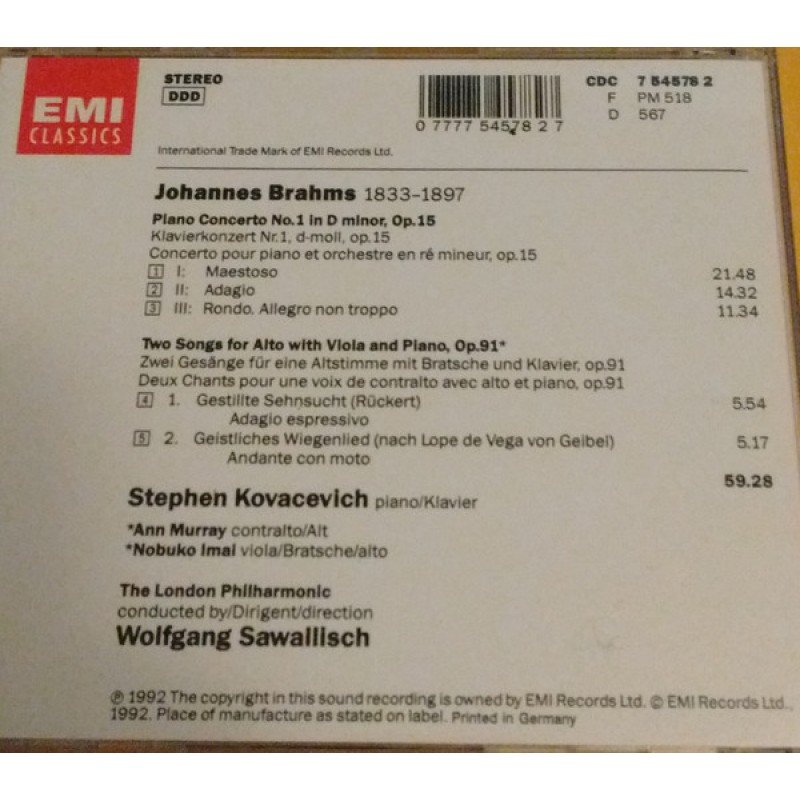 EMI
CLASSICS
STEREO
DDD
0 7777 54578 2 7
CDC 7 54578 2
F PM 518
D 567
International Trade Mark of EMI Records Ltd.
Johannes Brahms 1833–1897
Piano Concerto No.1 in D minor, Op.15
Klavierkonzert Nr.1, d-moll, op.15
Concerto pour piano et orchestre en ré mineur, op.15
1 I: Maestoso 21.48
2 II: Adagio 14.32
3 III: Rondo. Allegro non troppo 11.34
Two Songs for Alto with Viola and Piano, Op.91*
Zwei Gesänge für eine Altstimme mit Bratsche und Klavier, op.91
Deux Chants pour une voix de contralto avec alto et piano, op.91
4 1. Gestillte Sehnsucht (Rückert) 5.54
Adagio espressivo
5 2. Geistliches Wiegenlied (nach Lope de Vega von Geibel) 5.17
Andante con moto
59.28
Stephen Kovacevich piano/Klavier
*Ann Murray contralto/Alt
*Nobuko Imai viola/Bratsche/alto
The London Philharmonic
conducted by/Dirigent/direction
Wolfgang Sawallisch
℗ 1992 The copyright in this sound recording is owned by EMI Records Ltd. © EMI Records Ltd.,
1992. Place of manufacture as stated on label. Printed in Germany